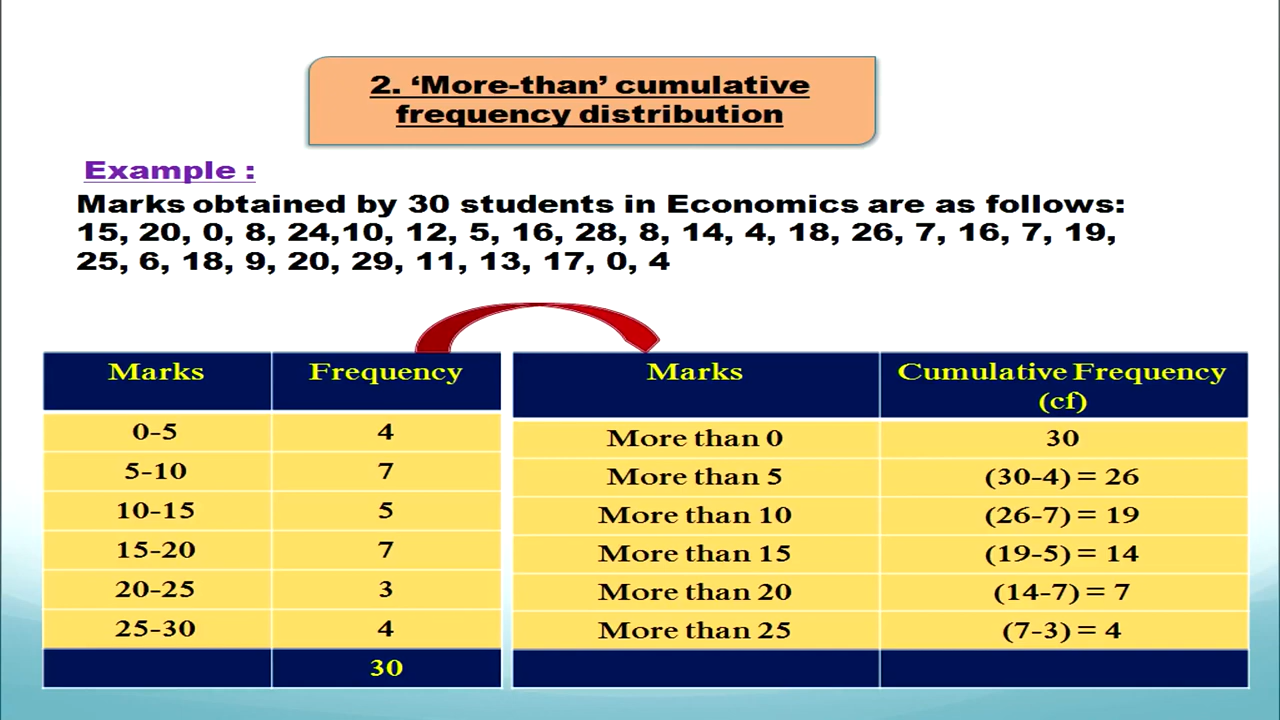 2. ‘More-than’ cumulative
frequency distribution
Example :
Marks obtained by 30 students in Economics are as follows:
15, 20, 0, 8, 24,10, 12, 5, 16, 28, 8, 14, 4, 18, 26, 7, 16, 7, 19,
25, 6, 18, 9, 20, 29, 11, 13, 17, 0, 4
Marks Frequency
0-5 4
5-10 7
10-15 5
15-20 7
20-25 3
25-30 4
30
Marks Cumulative Frequency
(cf)
More than 0 30
More than 5 (30-4) = 26
More than 10 (26-7) = 19
More than 15 (19-5) = 14
More than 20 (14-7) = 7
More than 25 (7-3) = 4